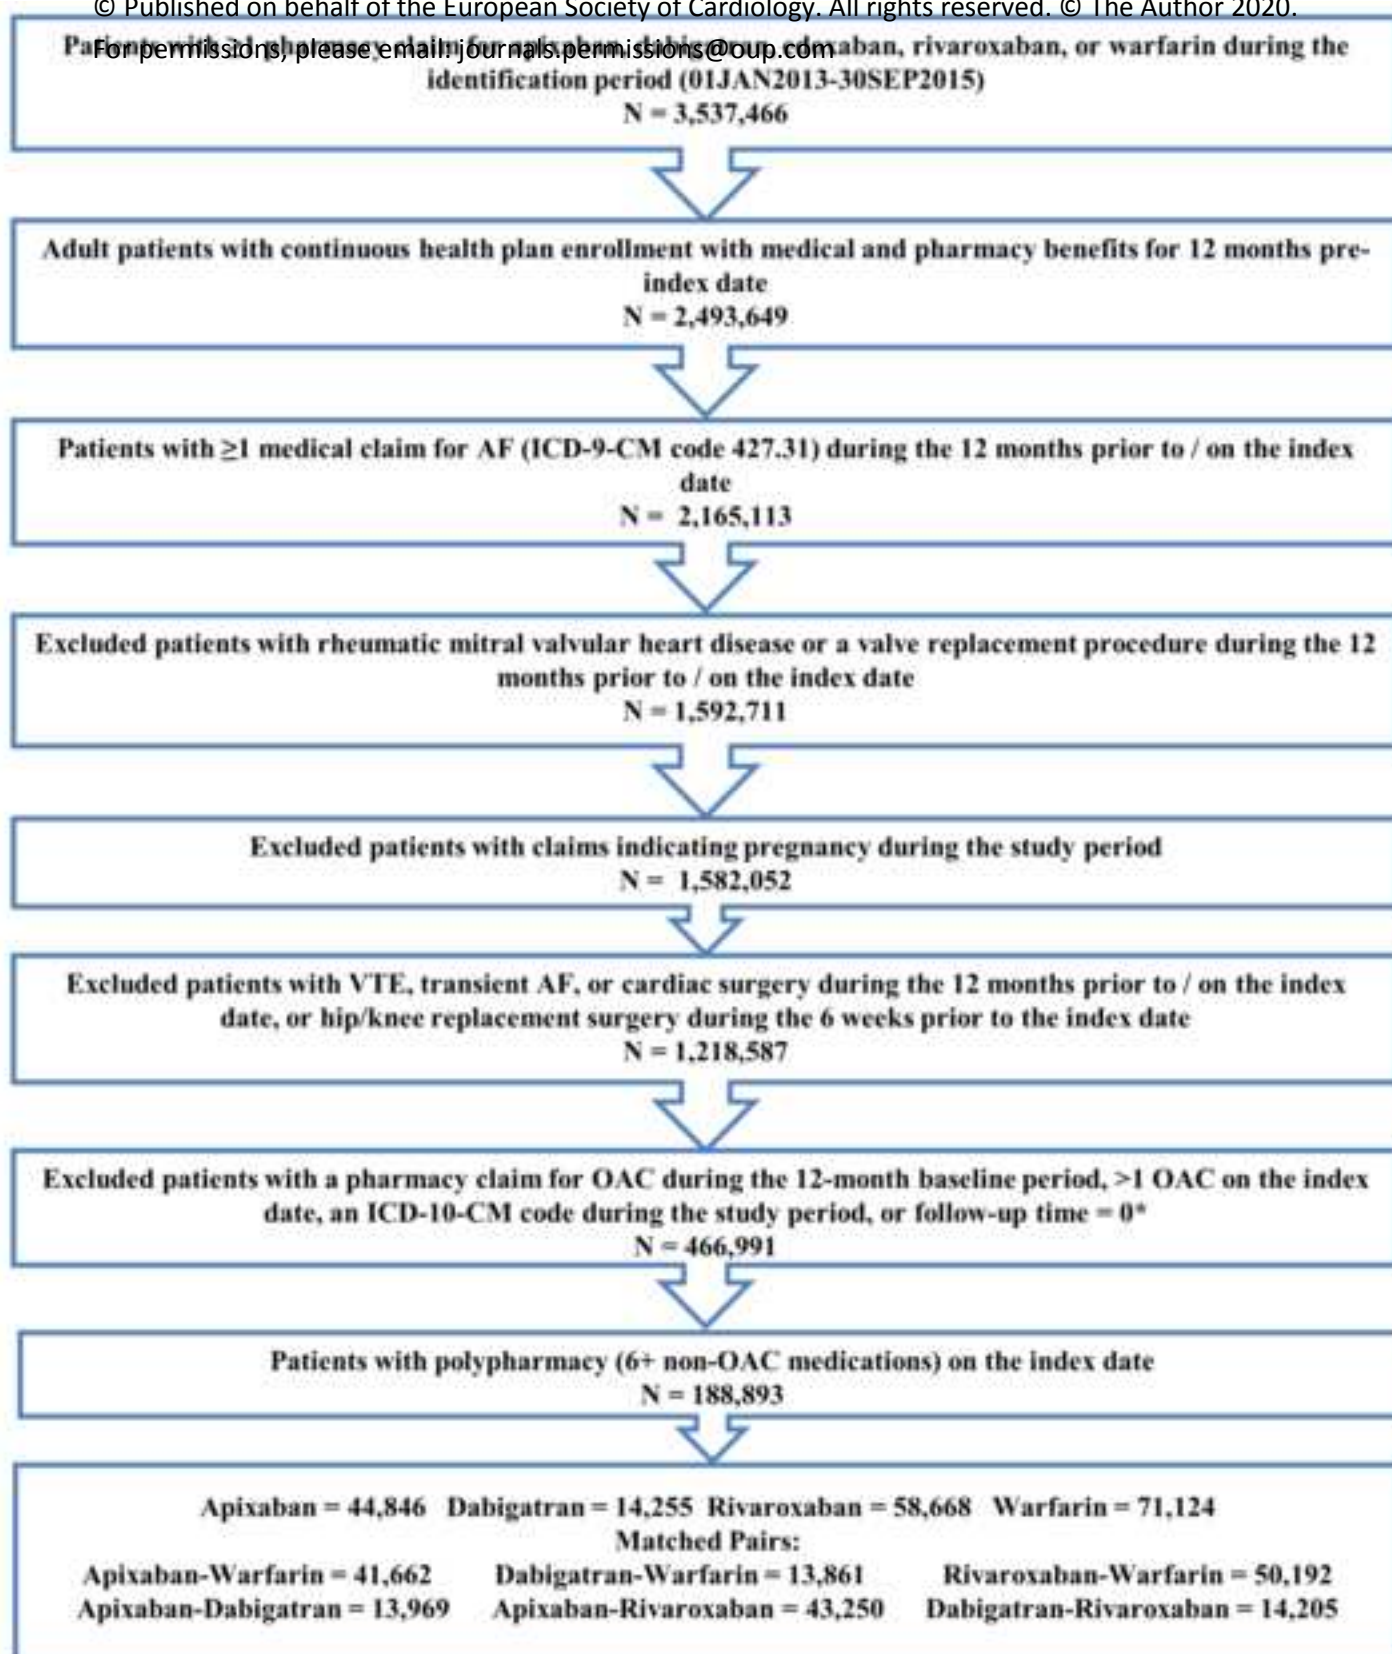 © Published on behalf of the European Society of Cardiology. All rights reserved. © The Author 2020.
For permissions, please email: journals.permissions@oup.com
rivaroxaban, or warfarin during the
identification period (01JAN2013-30SEP2015)
N = 3,537,466
Adult patients with continuous health plan enrollment with medical and pharmacy benefits for 12 months pre-
index date
N = 2,493,649
Patients with ≥1 medical claim for AF (ICD-9-CM code 427.31) during the 12 months prior to / on the index
date
N = 2,165,113
Excluded patients with rheumatic mitral valvular heart disease or a valve replacement procedure during the 12
months prior to / on the index date
N = 1,592,711
Excluded patients with claims indicating pregnancy during the study period
N = 1,582,052
Excluded patients with VTE, transient AF, or cardiac surgery during the 12 months prior to / on the index
date, or hip/knee replacement surgery during the 6 weeks prior to the index date
N = 1,218,587
Excluded patients with a pharmacy claim for OAC during the 12-month baseline period, >1 OAC on the index
date, an ICD-10-CM code during the study period, or follow-up time = 0*
N = 466,991
Patients with polypharmacy (6+ non-OAC medications) on the index date
N = 188,893
Apixaban = 44,846 Dabigatran = 14,255 Rivaroxaban = 58,668 Warfarin = 71,124
Matched Pairs:
Apixaban-Warfarin = 41,662 Dabigatran-Warfarin = 13,861 Rivaroxaban-Warfarin = 50,192
Apixaban-Dabigatran = 13,969 Apixaban-Rivaroxaban = 43,250 Dabigatran-Rivaroxaban = 14,205